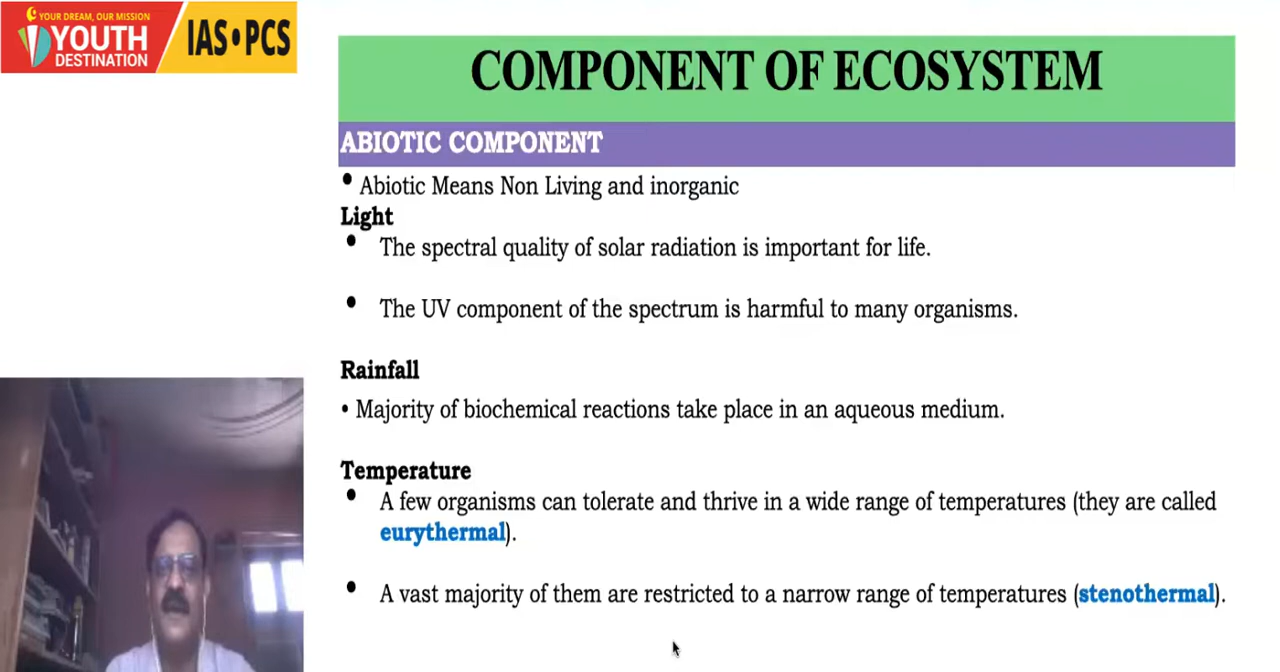 YOUR DREAM, OUR MISSION
YOUTH
DESTINATION
IAS•PCS
COMPONENT OF ECOSYSTEM
ABIOTIC COMPONENT
• Abiotic Means Non Living and inorganic
Light
• The spectral quality of solar radiation is important for life.
• The UV component of the spectrum is harmful to many organisms.
Rainfall
• Majority of biochemical reactions take place in an aqueous medium.
Temperature
• A few organisms can tolerate and thrive in a wide range of temperatures (they are called
eurythermal).
• A vast majority of them are restricted to a narrow range of temperatures (stenothermal).